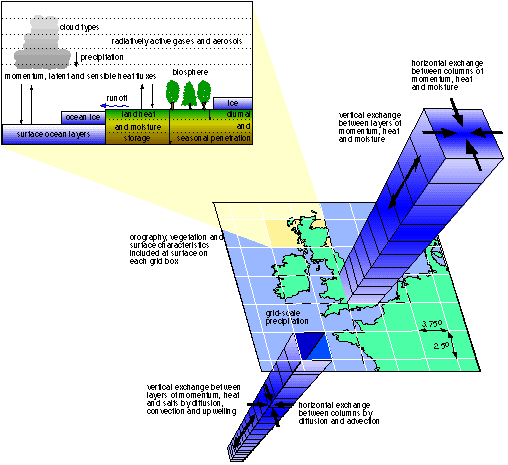 cloud types
radiatively active gases and aerosols
precipitation
momentum, latent and sensible heat fluxes
biosphere
runoff
ice
ocean ice
land heat
diurnal
surface ocean layers
and moisture
and
storage
seasonal penetration
horizontal exchange
between columns of
momentum, heat
and moisture
vertical exchange
between layers of
momentum, heat
and moisture
orography, vegetation and
surface characteristics
included at surface on
each grid box
grid-scale
precipitation
3.75°
2.5°
vertical exchange between
layers of momentum, heat
and salts by diffusion,
convection and upwelling
horizontal exchange
between columns by
diffusion and advection